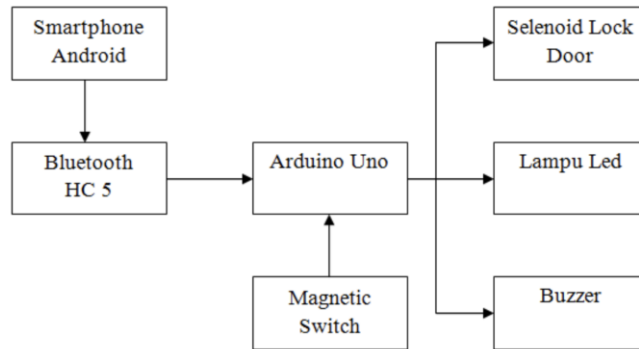 Smartphone
Android
Selenoid Lock
Door
Bluetooth
HC 5
Arduino Uno
Lampu Led
Magnetic
Switch
Buzzer